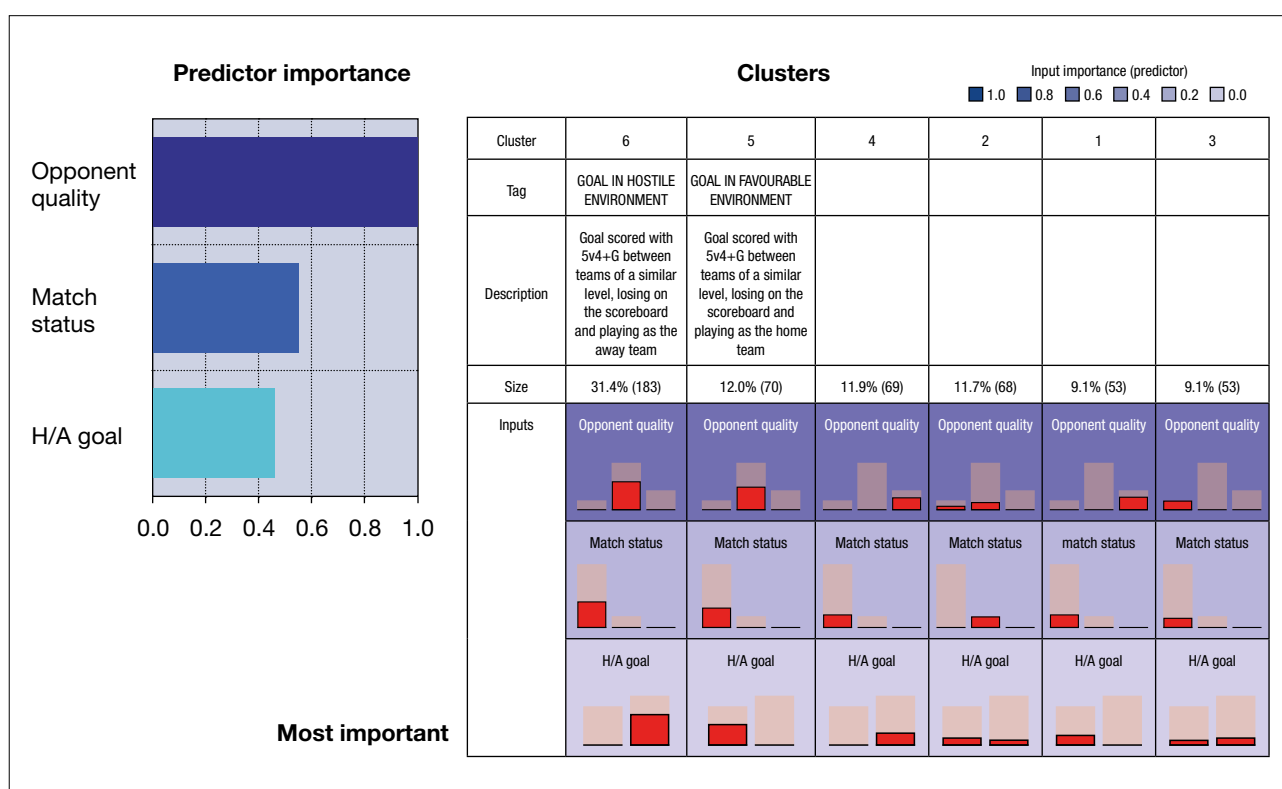 Predictor importance
Opponent
quality
Match
status
H/A goal
0.0 0.2 0.4 0.6 0.8 1.0
Clusters
Input importance (predictor)
1.0 0.8 0.6 0.4 0.2 0.0
Cluster 6 5 4 2 1 3
Tag
GOAL IN HOSTILE
ENVIRONMENT
GOAL IN FAVOURABLE
ENVIRONMENT
Description
Goal scored with
5v4+G between
teams of a similar
level, losing on
the scoreboard
and playing as the
away team
Goal scored with
5v4+G between
teams of a similar
level, losing on the
scoreboard and
playing as the home
team
Size 31.4% (183) 12.0% (70) 11.9% (69) 11.7% (68) 9.1% (53) 9.1% (53)
Inputs Opponent quality Opponent quality Opponent quality Opponent quality Opponent quality Opponent quality
Match status Match status Match status Match status match status Match status
H/A goal H/A goal H/A goal H/A goal H/A goal H/A goal
Most important